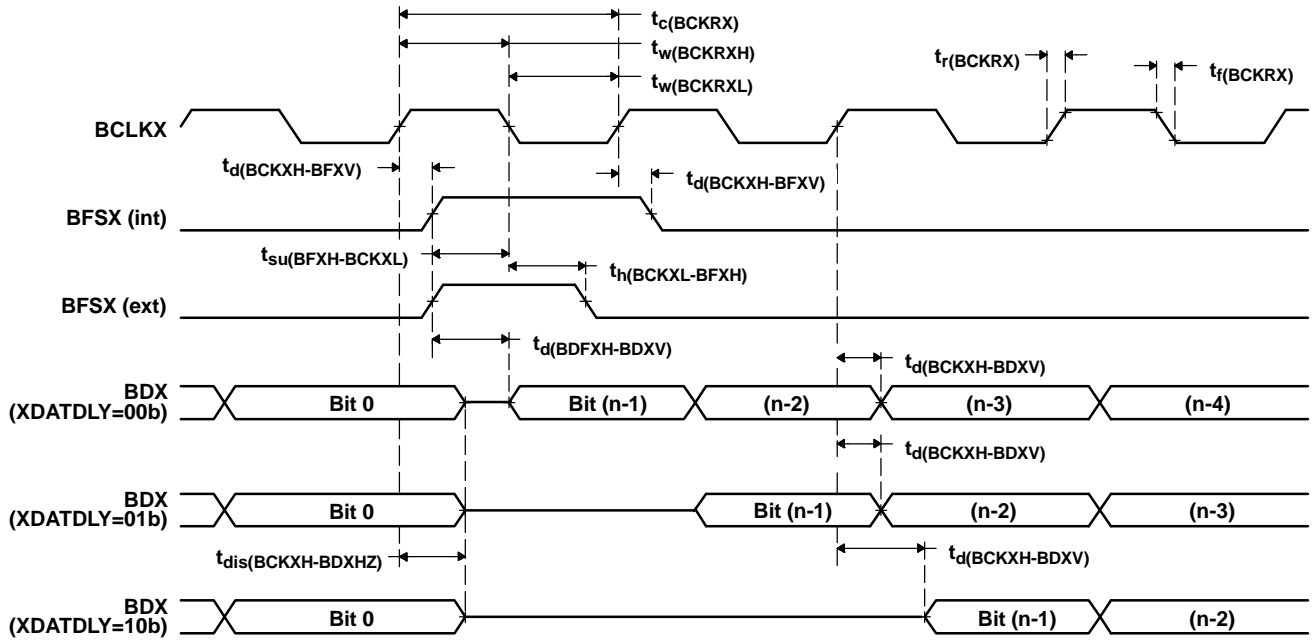 tc(BCKRX)
tw(BCKRXH)
tw(BCKRXL)
tr(BCKRX)
tf(BCKRX)
BCLKX
td(BCKXH-BFXV)
td(BCKXH-BFXV)
BFSX (int)
tsu(BFXH-BCKXL)
th(BCKXL-BFXH)
BFSX (ext)
td(BDFXH-BDXV)
td(BCKXH-BDXV)
BDX
(XDATDLY=00b)
Bit 0
Bit (n-1)
(n-2)
(n-3)
(n-4)
td(BCKXH-BDXV)
BDX
(XDATDLY=01b)
Bit 0
Bit (n-1)
(n-2)
(n-3)
tdis(BCKXH-BDXHZ)
td(BCKXH-BDXV)
BDX
(XDATDLY=10b)
Bit 0
Bit (n-1)
(n-2)